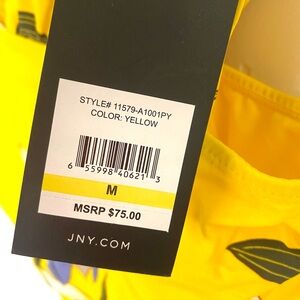 STYLE# 11579-A1001PY
COLOR: YELLOW
6 55998 40621 3
M
MSRP $75.00
JNY.COM